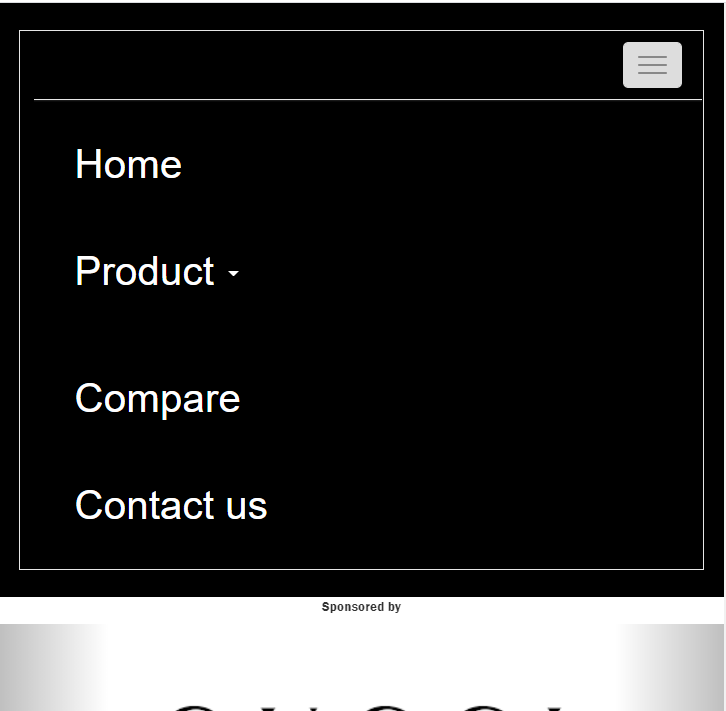 Home
Product
Compare
Contact us
Sponsored by